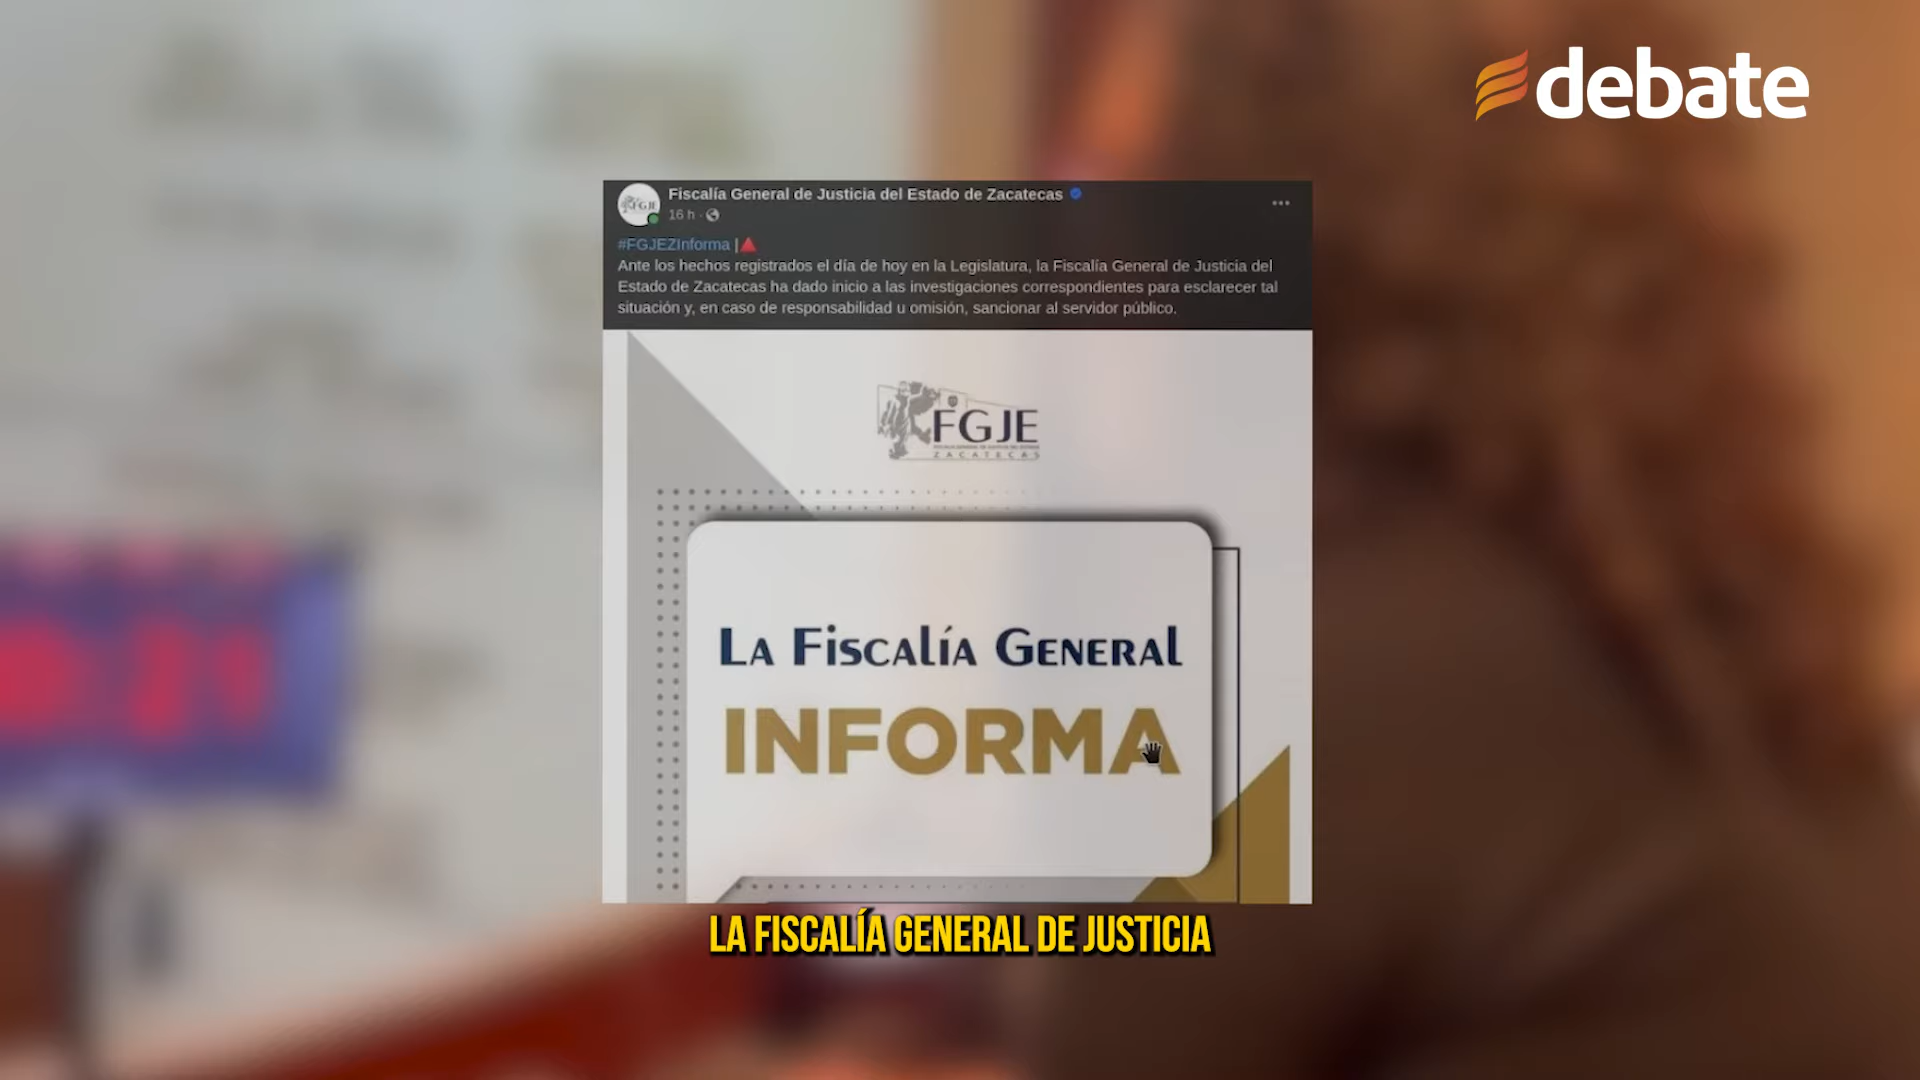 debate
Fiscalía General de Justicia del Estado de Zacatecas
16 h ·
#FGJEZInforma |
Ante los hechos registrados el día de hoy en la Legislatura, la Fiscalía General de Justicia del
Estado de Zacatecas ha dado inicio a las investigaciones correspondientes para esclarecer tal
situación y, en caso de responsabilidad u omisión, sancionar al servidor público.
FGJE
ZACATECAS
La Fiscalía General
INFORMA
LA FISCALÍA GENERAL DE JUSTICIA